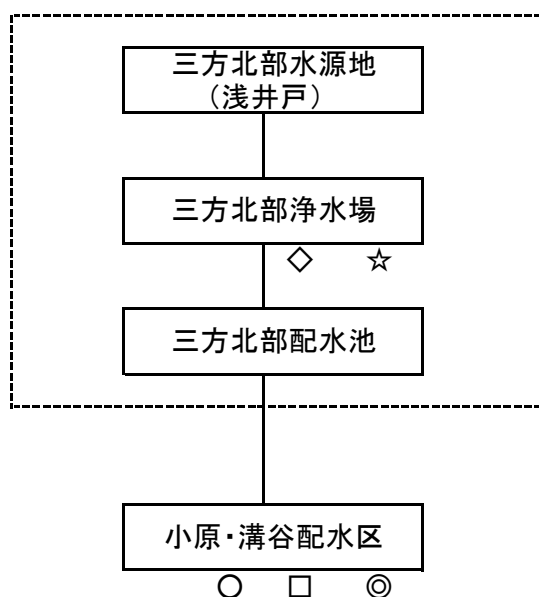 三方北部水源地
（浅井戸）
三方北部浄水場
◇ ☆
三方北部配水池
小原・溝谷配水区
○ □ ◎